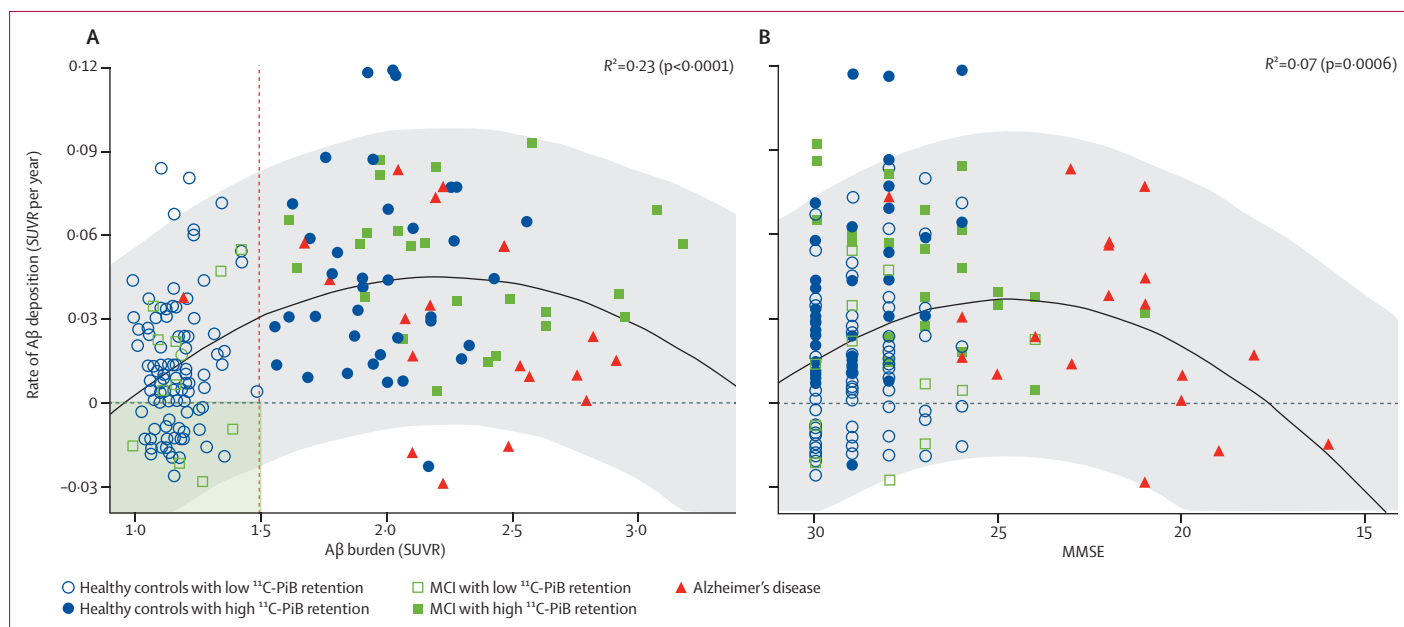 A
B
R²=0·23 (p<0·0001)
R²=0·07 (p=0·0006)
Rate of Aβ deposition (SUVR per year)
0·12
0·09
0·06
0·03
0
–0·03
1·0 1·5 2·0 2·5 3·0
Aβ burden (SUVR)
30 25 20 15
MMSE
Healthy controls with low ¹¹C-PiB retention
Healthy controls with high ¹¹C-PiB retention
MCI with low ¹¹C-PiB retention
MCI with high ¹¹C-PiB retention
Alzheimer's disease